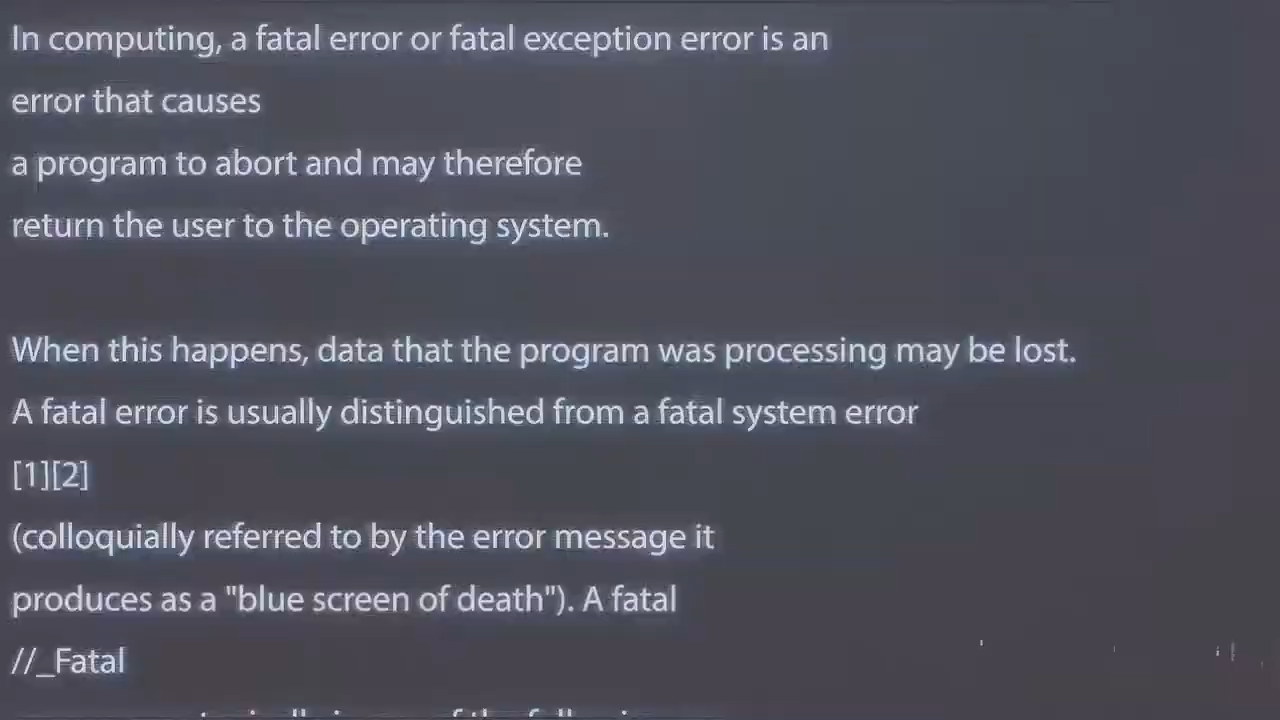 In computing, a fatal error or fatal exception error is an
error that causes
a program to abort and may therefore
return the user to the operating system.
When this happens, data that the program was processing may be lost.
A fatal error is usually distinguished from a fatal system error
[1][2]
(colloquially referred to by the error message it
produces as a "blue screen of death"). A fatal
//_Fatal